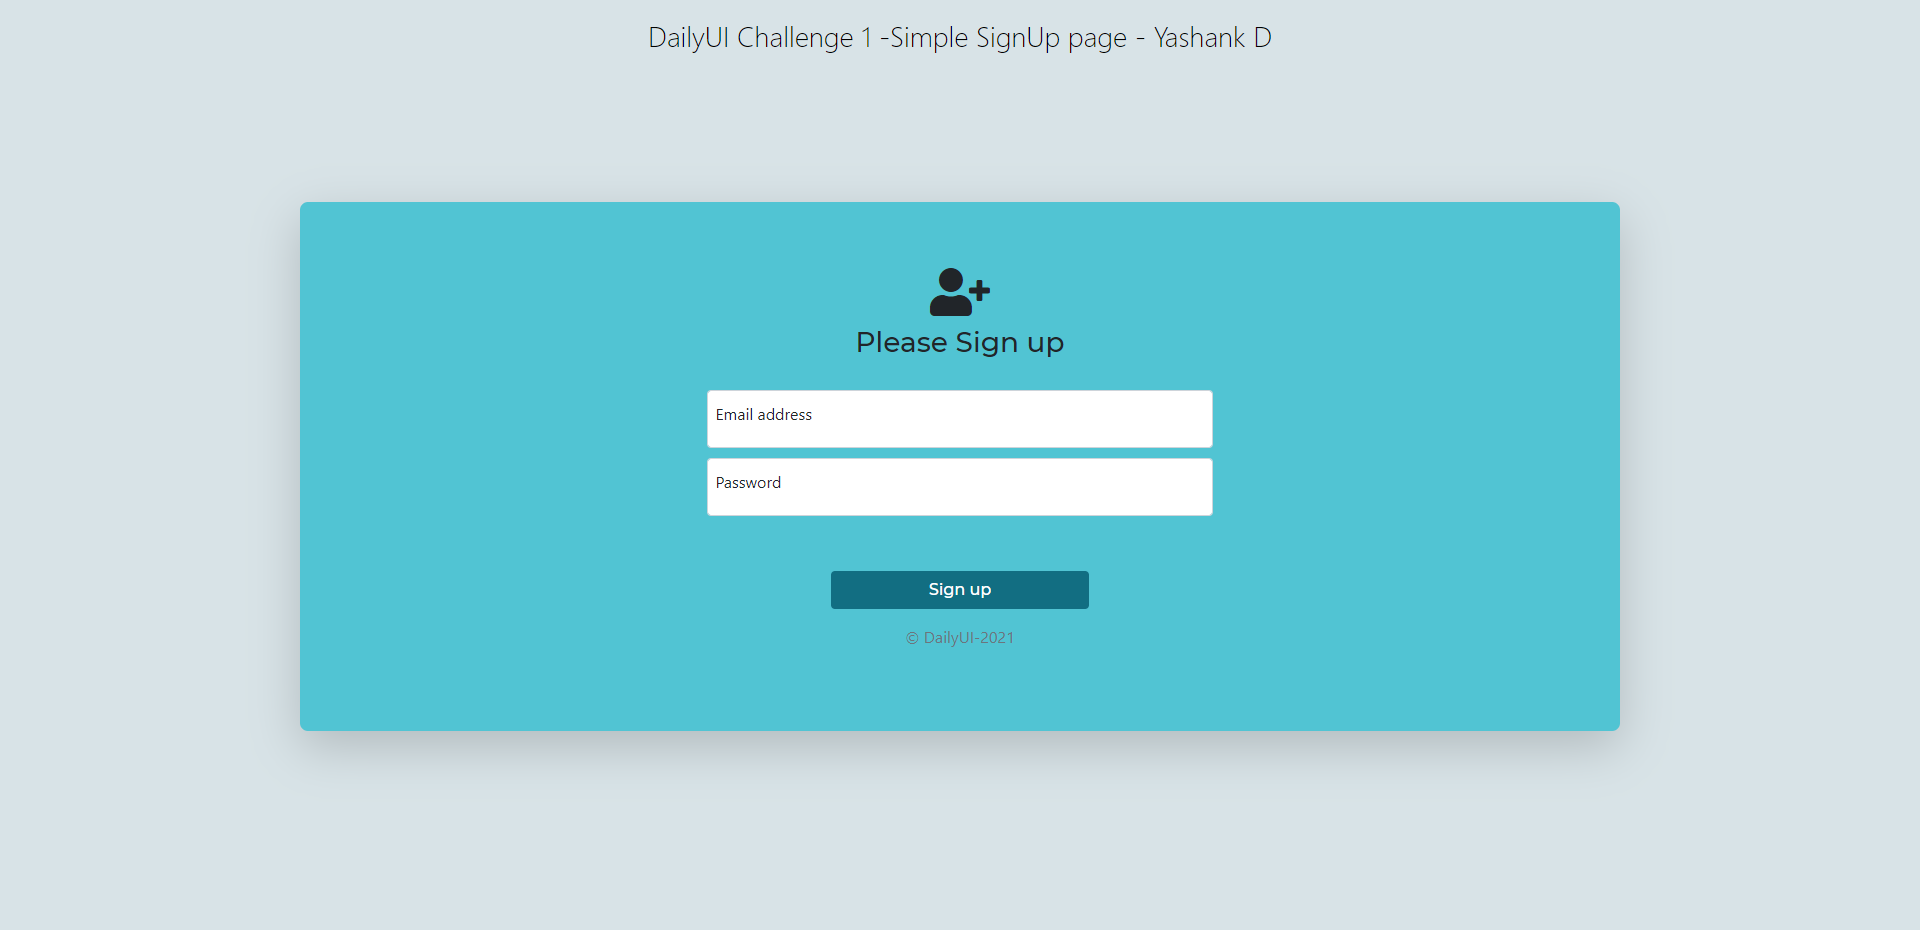 DailyUI Challenge 1 -Simple SignUp page - Yashank D
Please Sign up
Email address
Password
Sign up
© DailyUI-2021